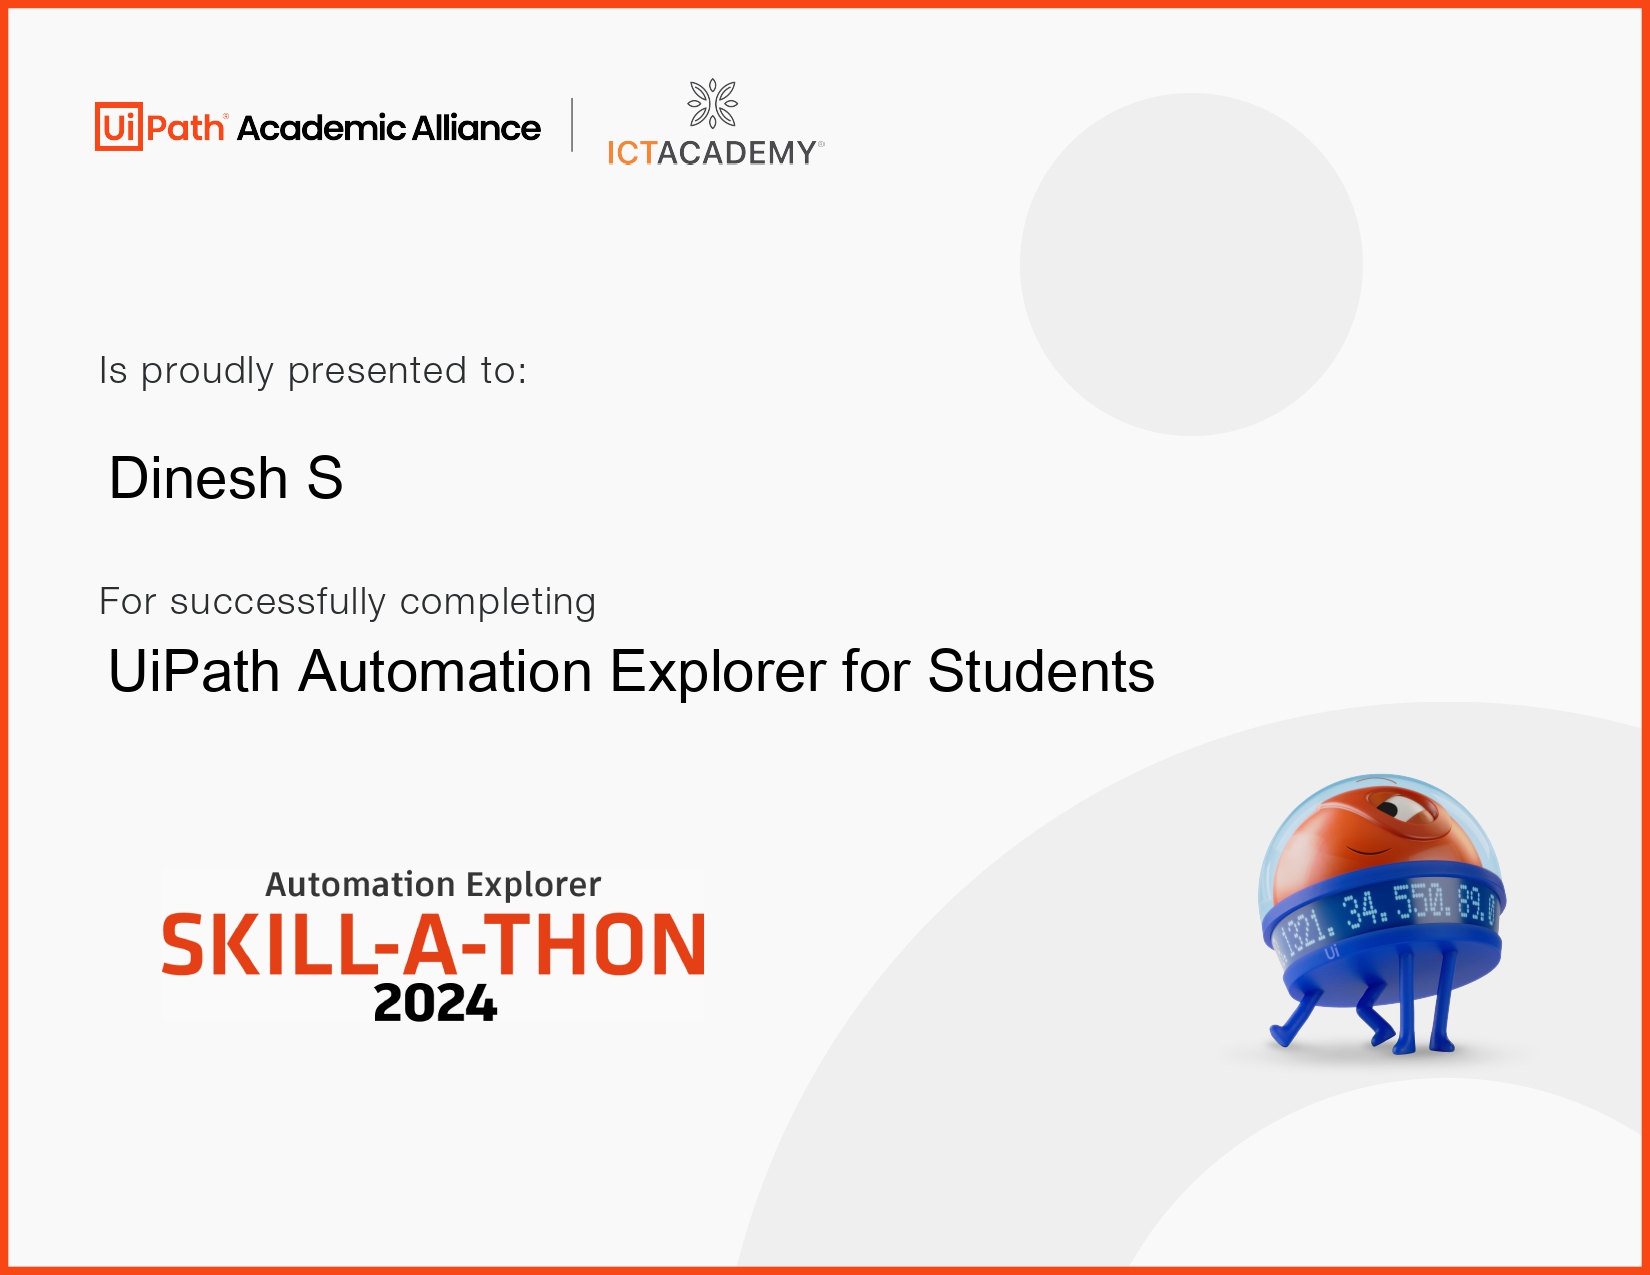 UiPath® Academic Alliance
ICTACADEMY®
Is proudly presented to:
Dinesh S
For successfully completing
UiPath Automation Explorer for Students
Automation Explorer
SKILL-A-THON
2024
1321. 34.550.89.
Ui